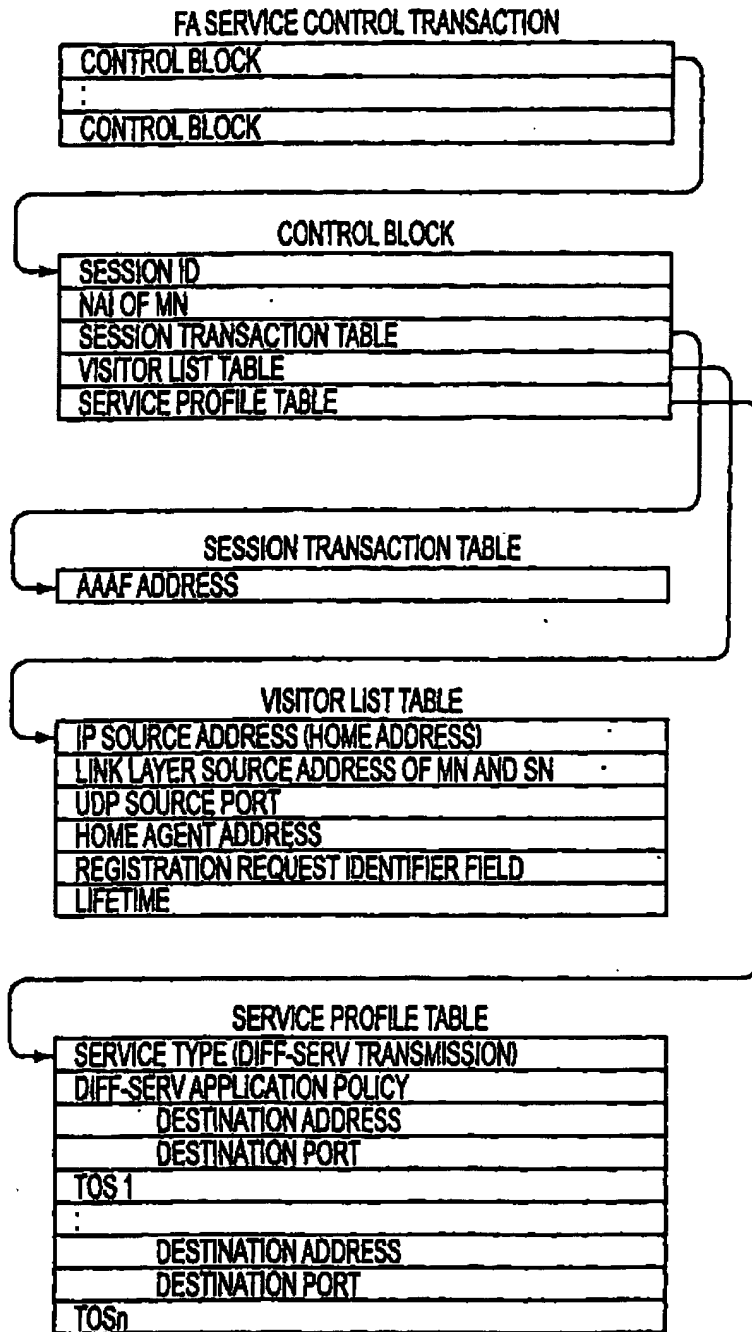 FA SERVICE CONTROL TRANSACTION
CONTROL BLOCK
:
CONTROL BLOCK
CONTROL BLOCK
SESSION ID
NAI OF MN
SESSION TRANSACTION TABLE
VISITOR LIST TABLE
SERVICE PROFILE TABLE
SESSION TRANSACTION TABLE
AAAF ADDRESS
VISITOR LIST TABLE
IP SOURCE ADDRESS (HOME ADDRESS)
LINK LAYER SOURCE ADDRESS OF MN AND SN
UDP SOURCE PORT
HOME AGENT ADDRESS
REGISTRATION REQUEST IDENTIFIER FIELD
LIFETIME
SERVICE PROFILE TABLE
SERVICE TYPE (DIFF-SERV TRANSMISSION)
DIFF-SERV APPLICATION POLICY
DESTINATION ADDRESS
DESTINATION PORT
TOS 1
:
DESTINATION ADDRESS
DESTINATION PORT
TOSn